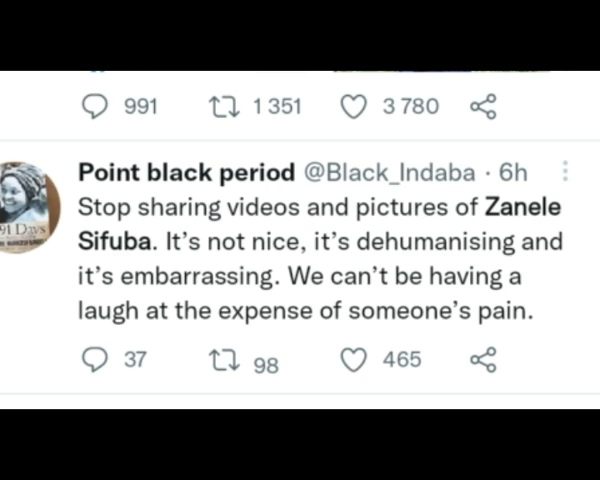 991 1 351 3 780
Point black period @Black_Indaba · 6h
Stop sharing videos and pictures of Zanele
Sifuba. It's not nice, it's dehumanising and
it's embarrassing. We can't be having a
laugh at the expense of someone's pain.
91 Days
37 98 465